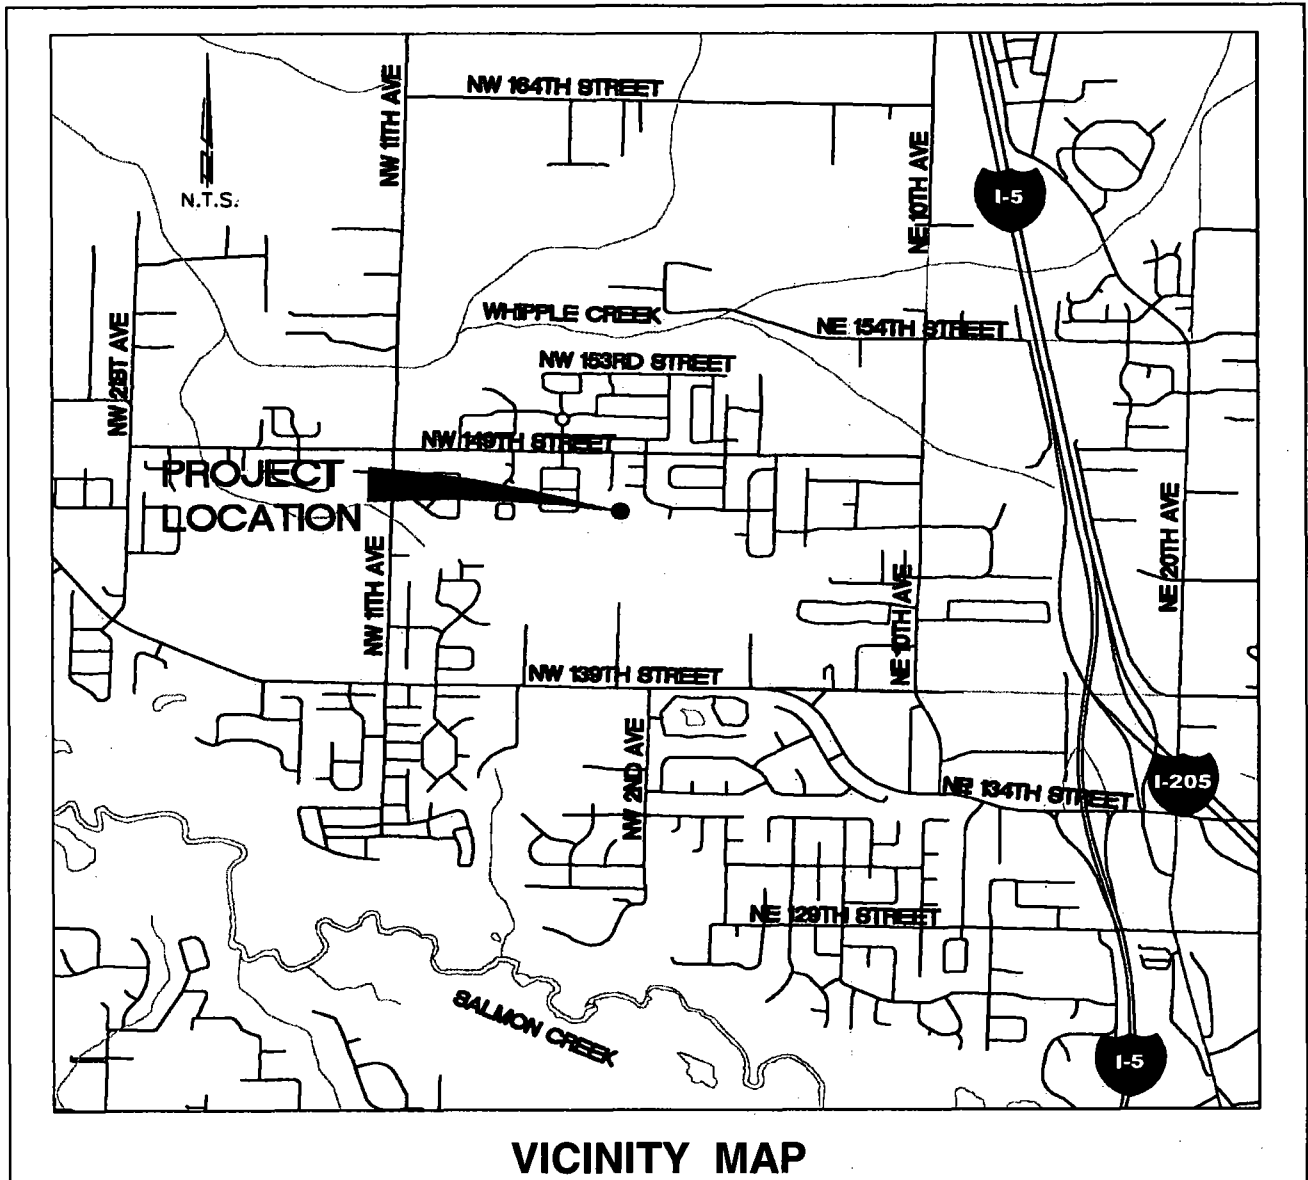 NW 164TH STREET
NW 11TH AVE
NE 10TH AVE
I-5
N.T.S.
WHIPPLE CREEK
NE 154TH STREET
NW 21ST AVE
NW 153RD STREET
NW 149TH STREET
PROJECT
LOCATION
NE 20TH AVE
NW 11TH AVE
NE 10TH AVE
NW 139TH STREET
NW 2ND AVE
I-205
NE 134TH STREET
NE 129TH STREET
SALMON CREEK
I-5
VICINITY MAP